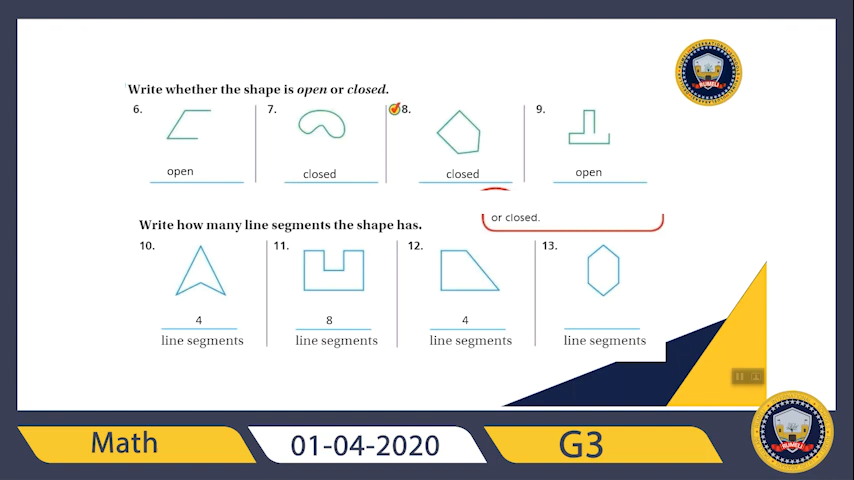 Write whether the shape is open or closed.
6. 7. 8. 9.
open closed closed open
or closed.
Write how many line segments the shape has.
10. 11. 12. 13.
4 8 4
line segments line segments line segments line segments
BUMELI
Math 01-04-2020 G3
BUMELI